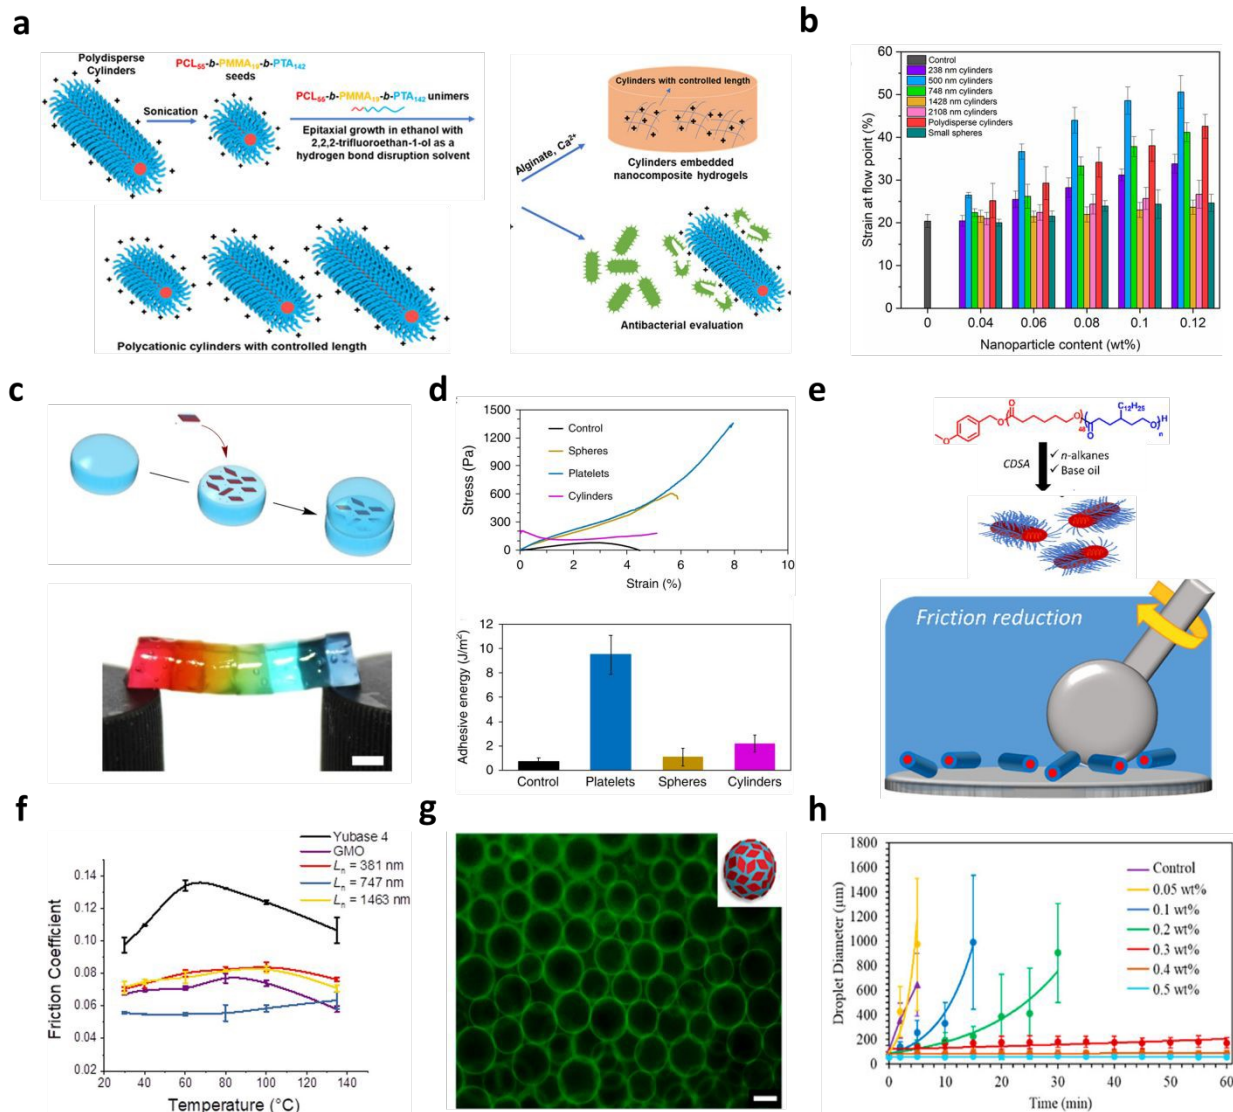 a
Polydisperse
Cylinders
PCL55-b-PMMA19-b-PTA142
seeds
Sonication
PCL55-b-PMMA19-b-PTA142
unimers
Epitaxial growth in ethanol with
2,2,2-trifluoroethan-1-ol as a
hydrogen bond disruption solvent
Polycationic cylinders with controlled length
Alginate, Ca2+
Cylinders with controlled length
Cylinders embedded
nanocomposite hydrogels
Antibacterial evaluation
b
Strain at flow point (%)
60
50
40
30
20
10
0
Control
238 nm cylinders
500 nm cylinders
748 nm cylinders
1428 nm cylinders
2108 nm cylinders
Polydisperse cylinders
Small spheres
0 0.04 0.06 0.08 0.1 0.12
Nanoparticle content (wt%)
c
d
Stress (Pa)
1500
1200
900
600
300
0
Control
Spheres
Platelets
Cylinders
0 2 4 6 8 10
Strain (%)
Adhesive energy (J/m2)
12
10
8
6
4
2
0
Control Platelets Spheres Cylinders
e
O
O
O
48
C12H25
O
O
H
n
CDSA
✓ n-alkanes
✓ Base oil
Friction reduction
f
Friction Coefficient
0.14
0.12
0.10
0.08
0.06
0.04
0.02
Yubase 4
GMO
Ln = 381 nm
Ln = 747 nm
Ln = 1463 nm
20 40 60 80 100 120 140
Temperature (°C)
g
h
Droplet Diameter (µm)
1800
1600
1400
1200
1000
800
600
400
200
0
Control
0.05 wt%
0.1 wt%
0.2 wt%
0.3 wt%
0.4 wt%
0.5 wt%
0 10 20 30 40 50 60
Time (min)